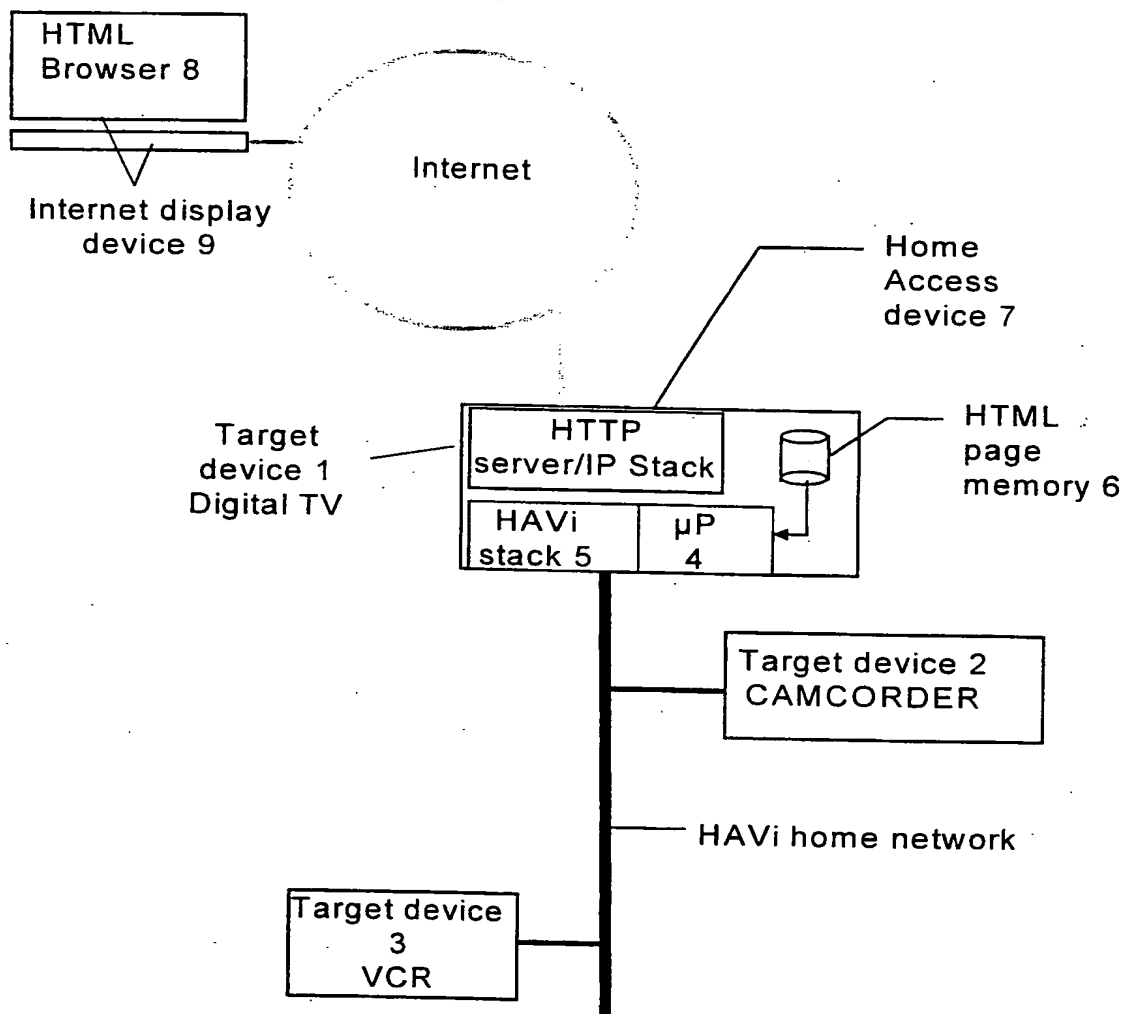 HTML
Browser 8
Internet
Internet display
device 9
Home
Access
device 7
Target
device 1
Digital TV
HTTP
server/IP Stack
HTML
page
memory 6
HAVi
stack 5
µP
4
Target device 2
CAMCORDER
HAVi home network
Target device
3
VCR